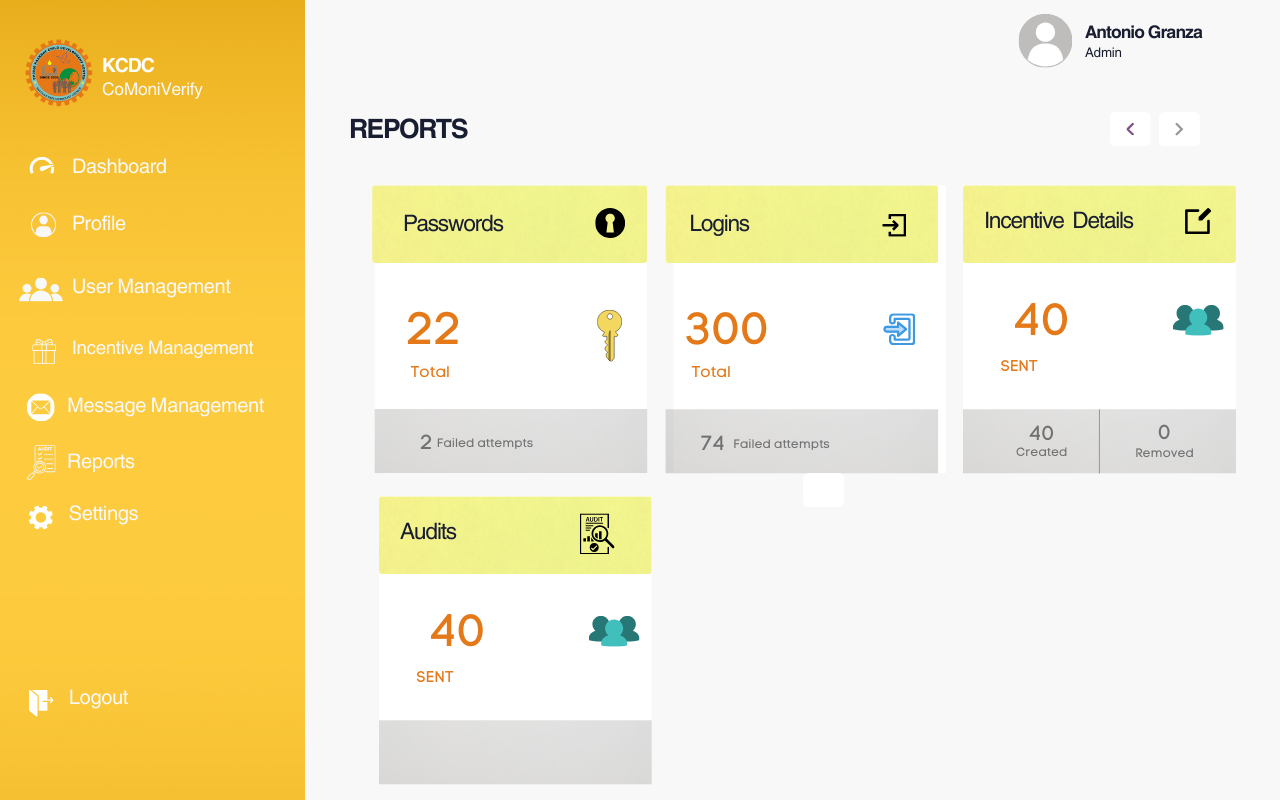 KCDC
CoMoniVerify
Dashboard
Profile
User Management
Incentive Management
Message Management
Reports
Settings
Logout
Antonio Granza
Admin
REPORTS
Passwords
22
Total
2 Failed attempts
Logins
300
Total
74 Failed attempts
Incentive Details
40
SENT
40
Created
0
Removed
Audits
AUDIT
40
SENT